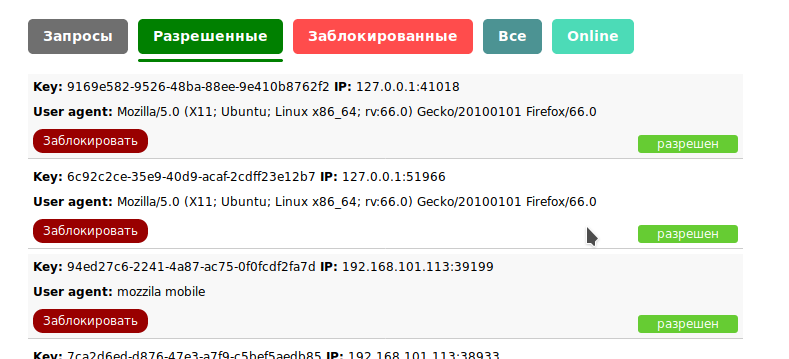 Запросы Разрешенные Заблокированные Все Online
Key: 9169e582-9526-48ba-88ee-9e410b8762f2 IP: 127.0.0.1:41018
User agent: Mozilla/5.0 (X11; Ubuntu; Linux x86_64; rv:66.0) Gecko/20100101 Firefox/66.0
Заблокировать разрешен
Key: 6c92c2ce-35e9-40d9-acaf-2cdff23e12b7 IP: 127.0.0.1:51966
User agent: Mozilla/5.0 (X11; Ubuntu; Linux x86_64; rv:66.0) Gecko/20100101 Firefox/66.0
Заблокировать разрешен
Key: 94ed27c6-2241-4a87-ac75-0f0fcdf2fa7d IP: 192.168.101.113:39199
User agent: mozzila mobile
Заблокировать разрешен
Key: 7ca2d6ed-d876-47e3-a7f9-c5bef5aedb85 IP: 192.168.101.113:38933